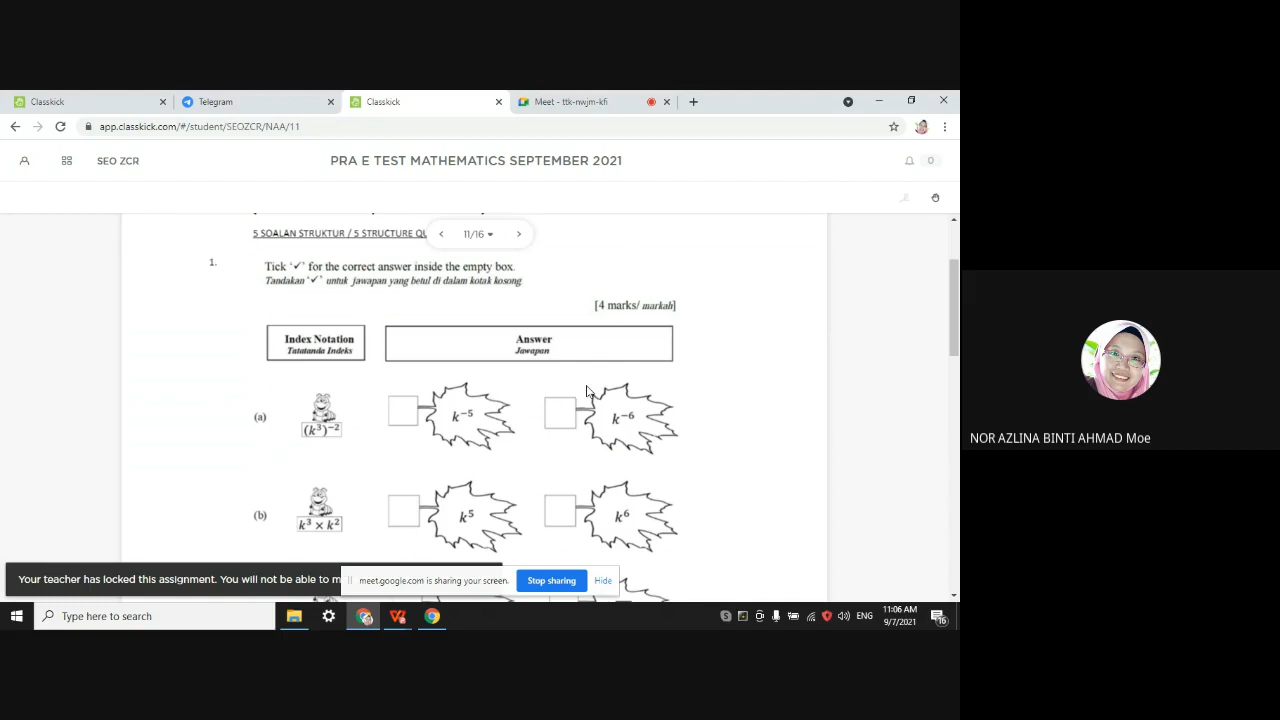 Classkick
Telegram
Classkick
Meet - ttk-nwjm-kfi
app.classkick.com/#/student/SEOZCR/NAA/11
SEO ZCR
PRA E TEST MATHEMATICS SEPTEMBER 2021
0
5 SOALAN STRUKTUR / 5 STRUCTURE QU
11/16
1.
Tick '✓' for the correct answer inside the empty box.
Tandakan '✓' untuk jawapan yang betul di dalam kotak kosong
[4 marks/ markah]
Index Notation
Tatatanda Indeks
Answer
Jawapan
(a)
(k³)⁻²
k⁻⁵
k⁻⁶
(b)
k³ × k²
k⁵
k⁶
Your teacher has locked this assignment. You will not be able to m
meet.google.com is sharing your screen.
Stop sharing
Hide
NOR AZLINA BINTI AHMAD Moe
Type here to search
ENG
11:06 AM
9/7/2021
16